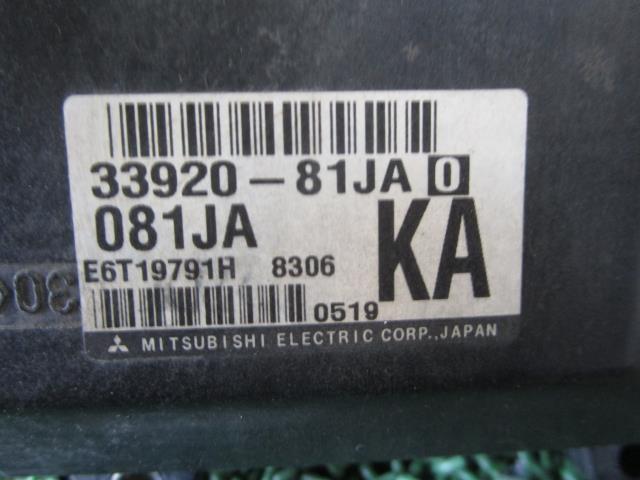 33920-81JA 0
081JA
KA
E6T19791H 8306
0519
MITSUBISHI ELECTRIC CORP., JAPAN